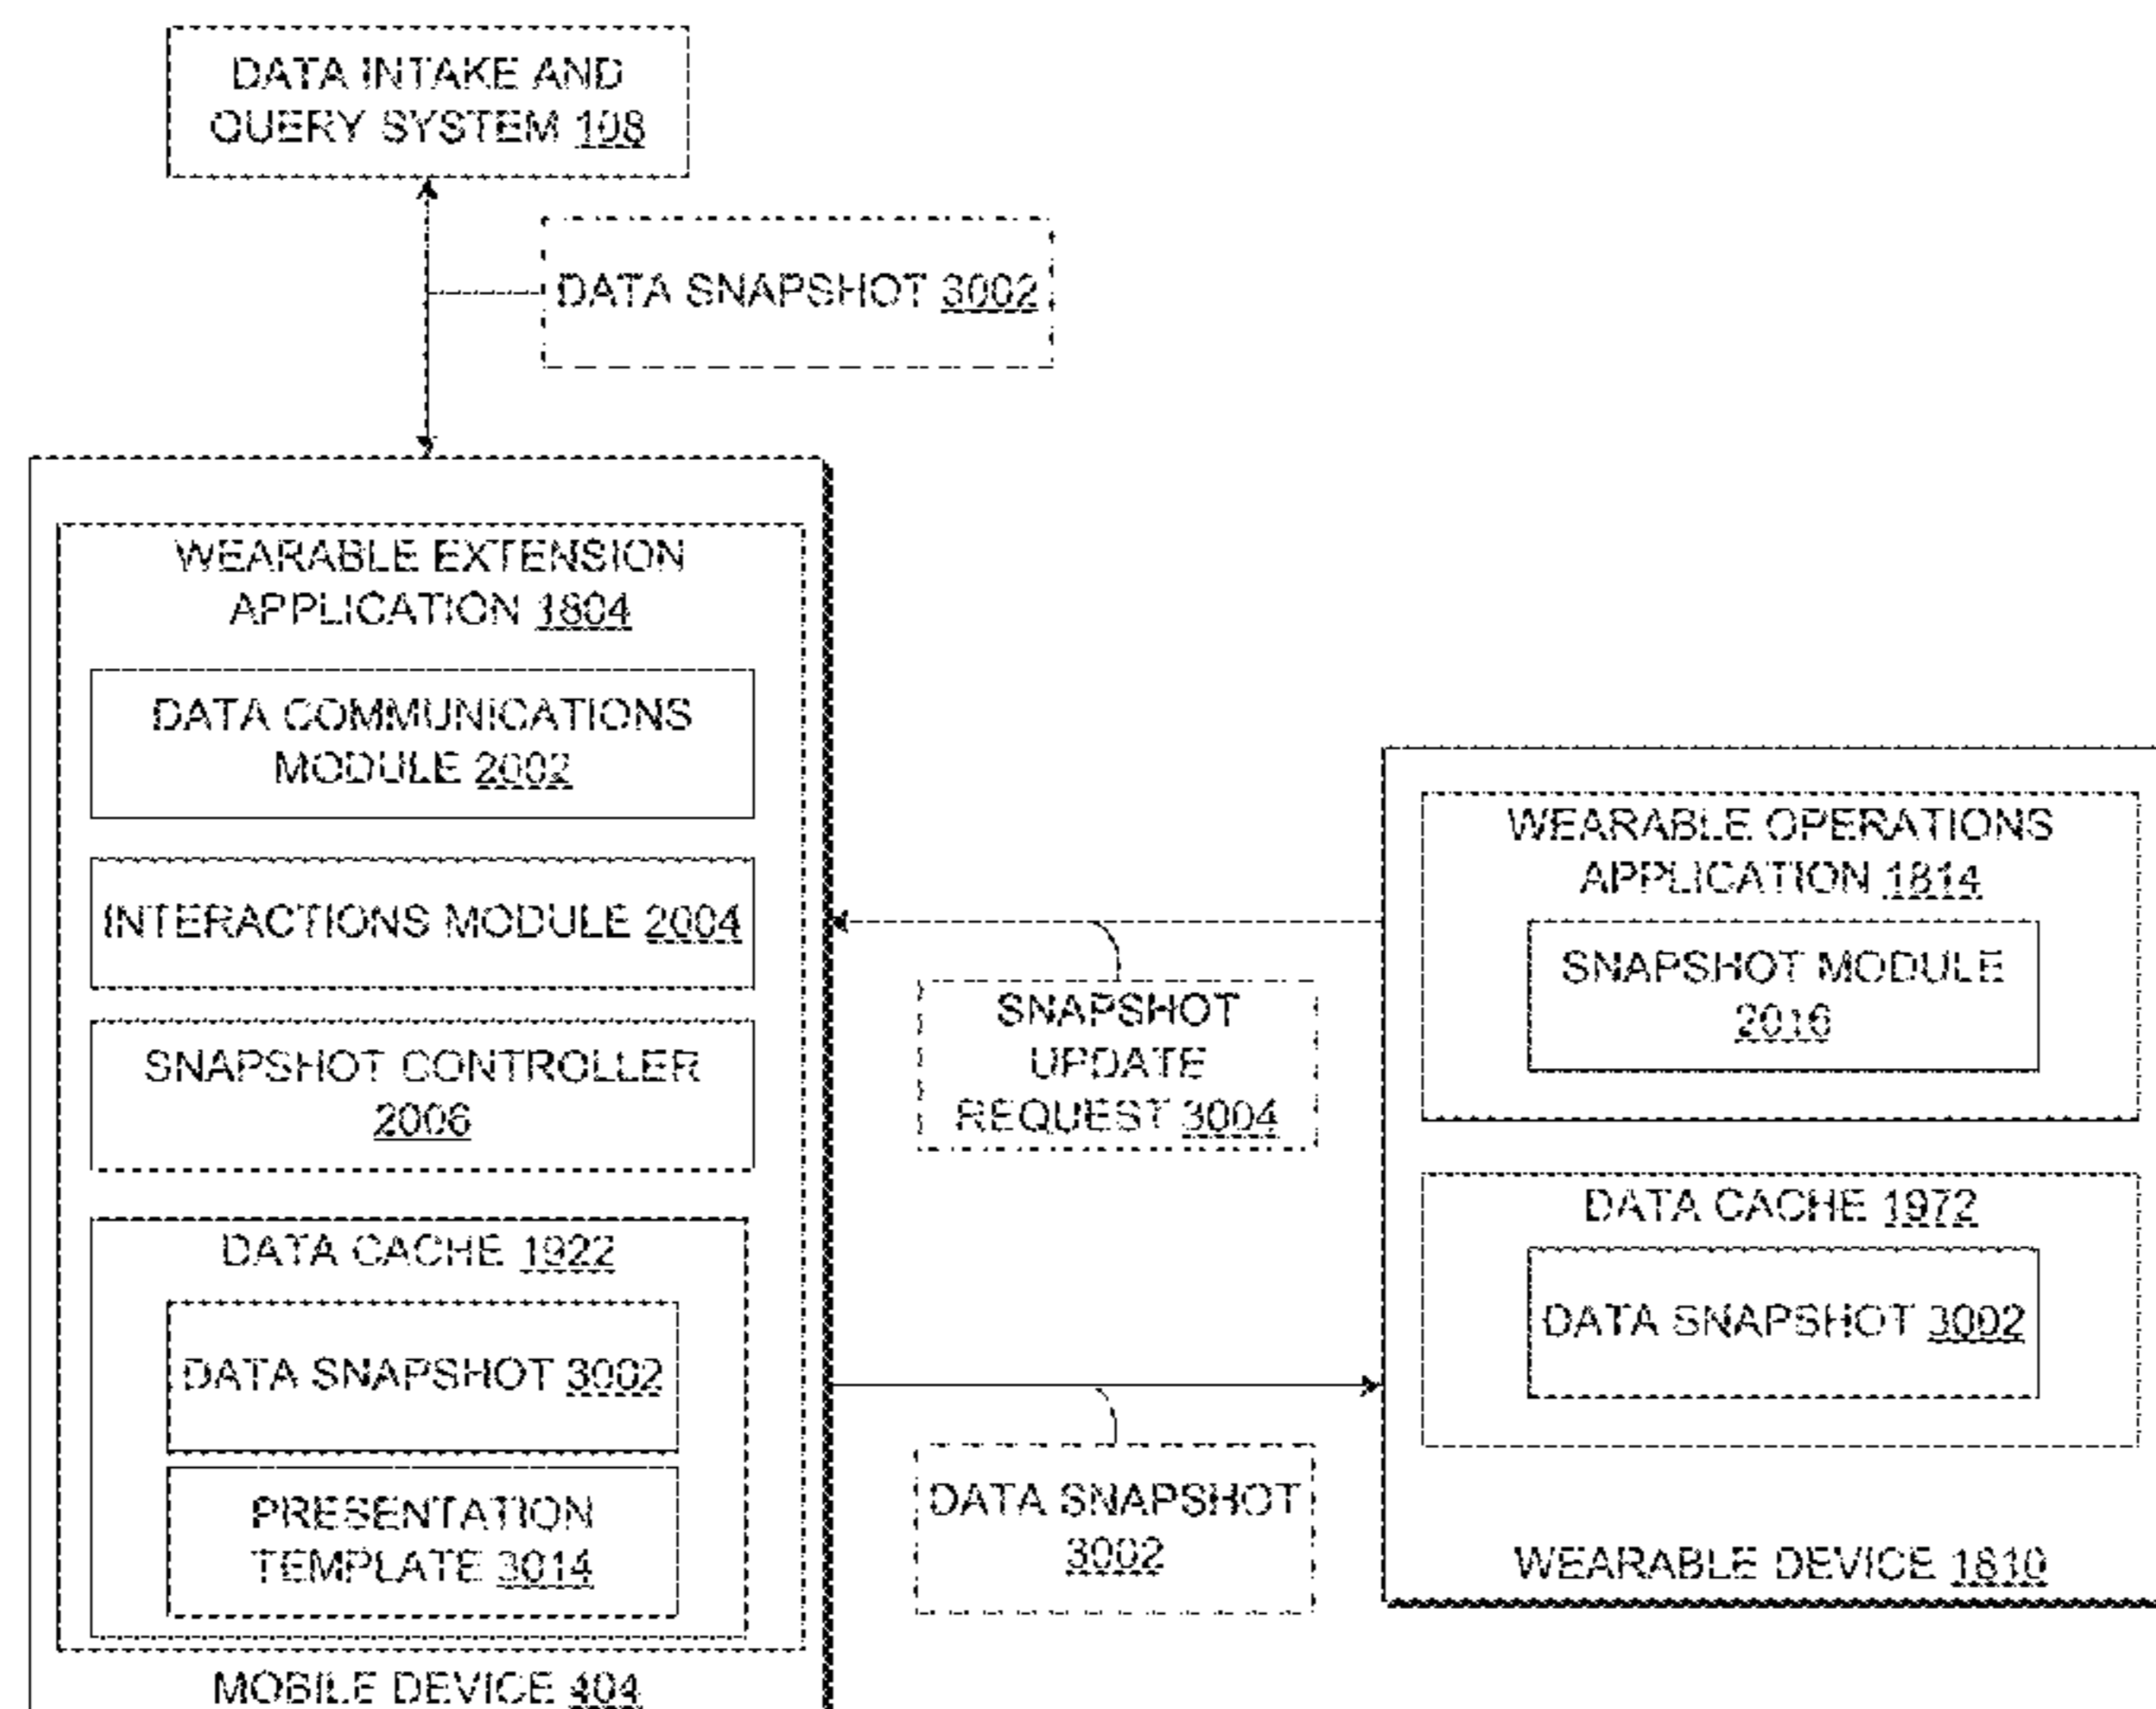 DATA INTAKE AND
QUERY SYSTEM 108
DATA SNAPSHOT 3002
WEARABLE EXTENSION
APPLICATION 1804
DATA COMMUNICATIONS
MODULE 2002
INTERACTIONS MODULE 2004
SNAPSHOT CONTROLLER
2006
DATA CACHE 1922
DATA SNAPSHOT 3002
PRESENTATION
TEMPLATE 3014
MOBILE DEVICE 404
SNAPSHOT
UPDATE
REQUEST 3004
DATA SNAPSHOT
3002
WEARABLE OPERATIONS
APPLICATION 1814
SNAPSHOT MODULE
2016
DATA CACHE 1972
DATA SNAPSHOT 3002
WEARABLE DEVICE 1810